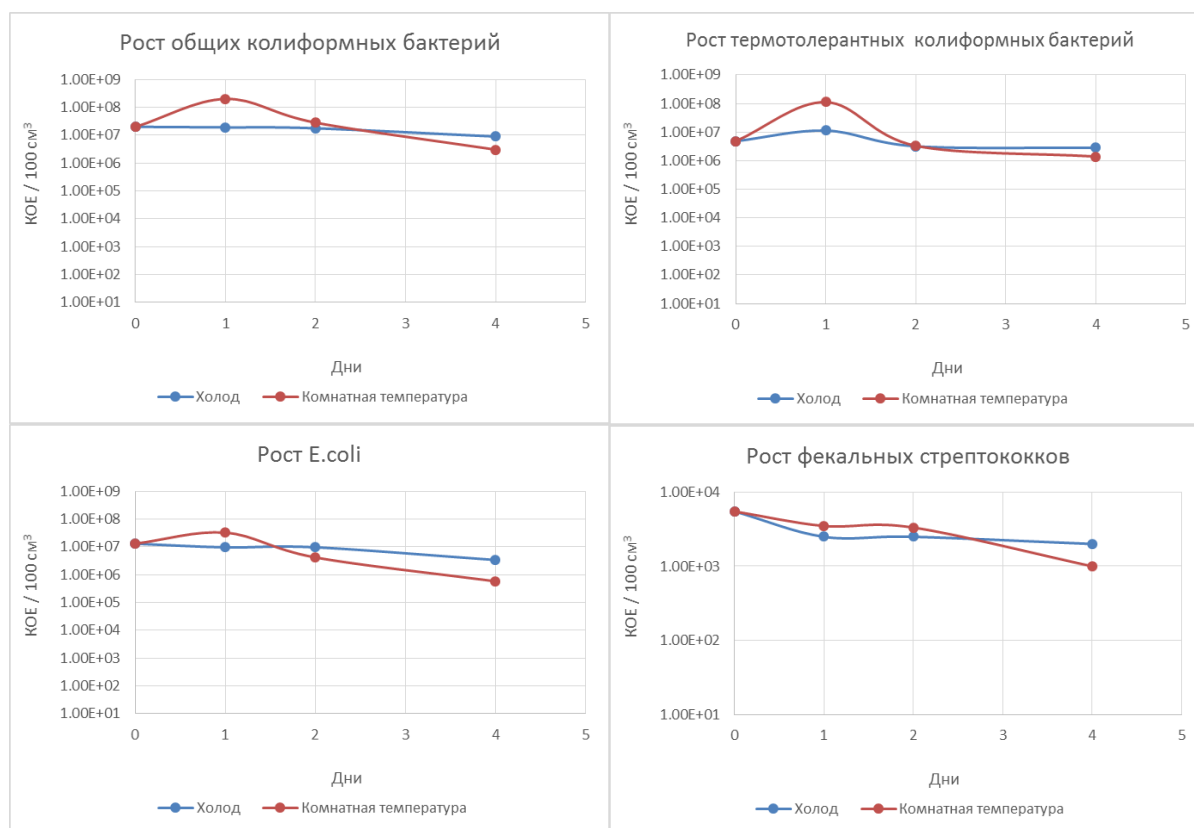 Рост общих колиформных бактерий
КОЕ / 100 см³
1.00E+09
1.00E+08
1.00E+07
1.00E+06
1.00E+05
1.00E+04
1.00E+03
1.00E+02
1.00E+01
0 1 2 3 4 5
Дни
Холод Комнатная температура
Рост термотолерантных колиформных бактерий
КОЕ / 100 см³
1.00E+09
1.00E+08
1.00E+07
1.00E+06
1.00E+05
1.00E+04
1.00E+03
1.00E+02
1.00E+01
0 1 2 3 4 5
Дни
Холод Комнатная температура
Рост E.coli
КОЕ / 100 см³
1.00E+09
1.00E+08
1.00E+07
1.00E+06
1.00E+05
1.00E+04
1.00E+03
1.00E+02
1.00E+01
0 1 2 3 4 5
Дни
Холод Комнатная температура
Рост фекальных стрептококков
КОЕ / 100 см³
1.00E+04
1.00E+03
1.00E+02
1.00E+01
0 1 2 3 4 5
Дни
Холод Комнатная температура